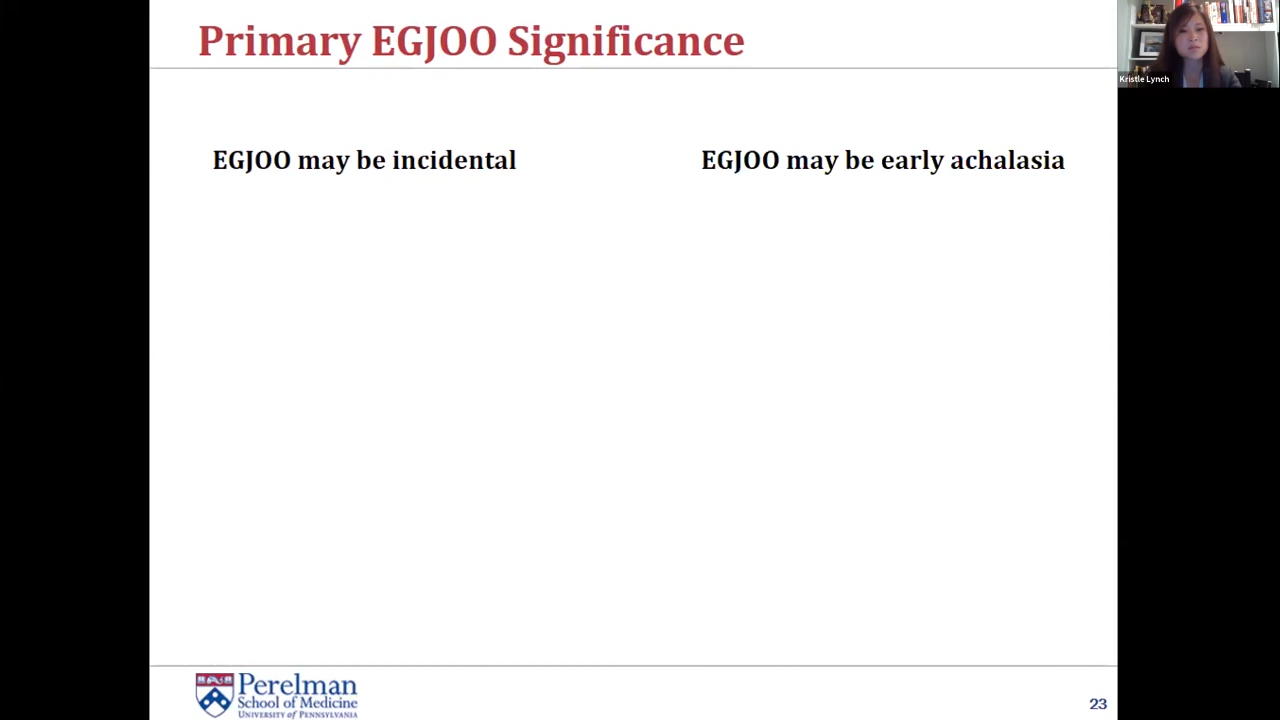 Primary EGJOO Significance
Kristle Lynch
EGJOO may be incidental
EGJOO may be early achalasia
Perelman
School of Medicine
UNIVERSITY of PENNSYLVANIA
23